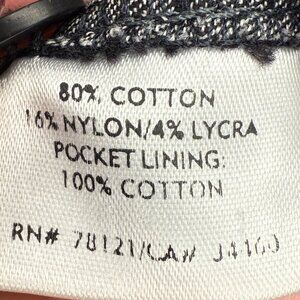 80% COTTON
16% NYLON/4% LYCRA
POCKET LINING:
100% COTTON
RN# 78121/CA#